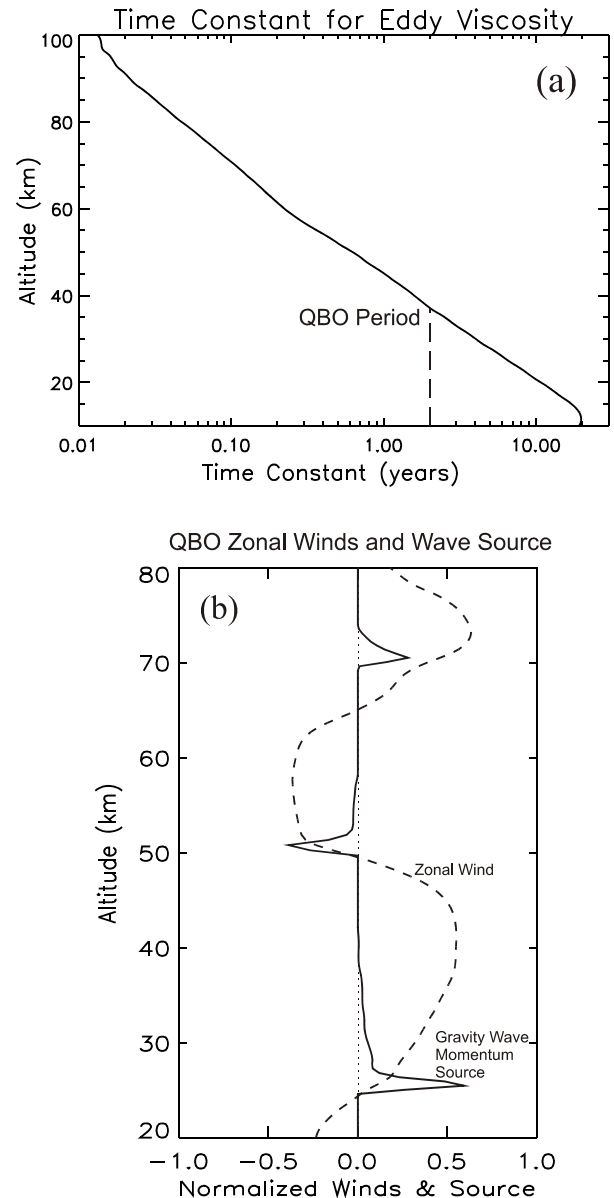 Time Constant for Eddy Viscosity
(a)
100
80
60
40
20
Altitude (km)
QBO Period
0.01
0.10
1.00
10.00
Time Constant (years)
QBO Zonal Winds and Wave Source
(b)
80
70
60
50
40
30
20
Altitude (km)
Zonal Wind
Gravity Wave
Momentum
Source
−1.0
−0.5
0.0
0.5
1.0
Normalized Winds & Source